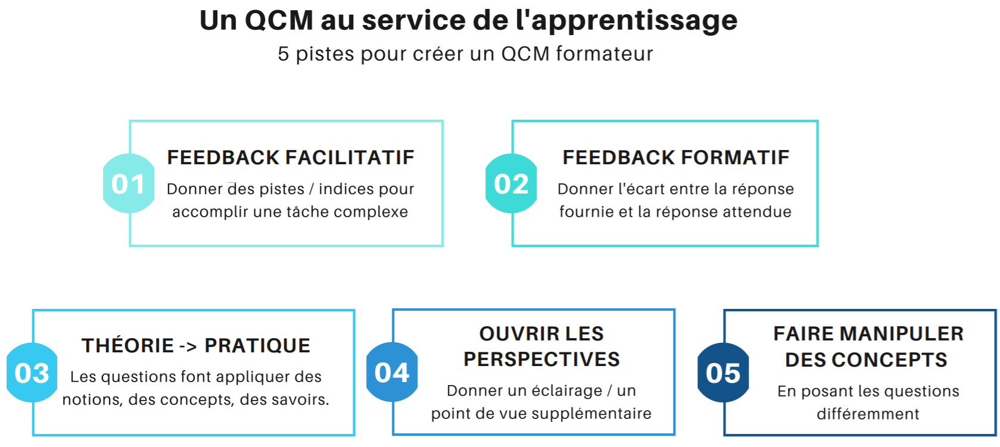 Un QCM au service de l'apprentissage
5 pistes pour créer un QCM formateur
01
FEEDBACK FACILITATIF
Donner des pistes / indices pour
accomplir une tâche complexe
02
FEEDBACK FORMATIF
Donner l'écart entre la réponse
fournie et la réponse attendue
03
THÉORIE -> PRATIQUE
Les questions font appliquer des
notions, des concepts, des savoirs.
04
OUVRIR LES
PERSPECTIVES
Donner un éclairage / un
point de vue supplémentaire
05
FAIRE MANIPULER
DES CONCEPTS
En posant les questions
différemment